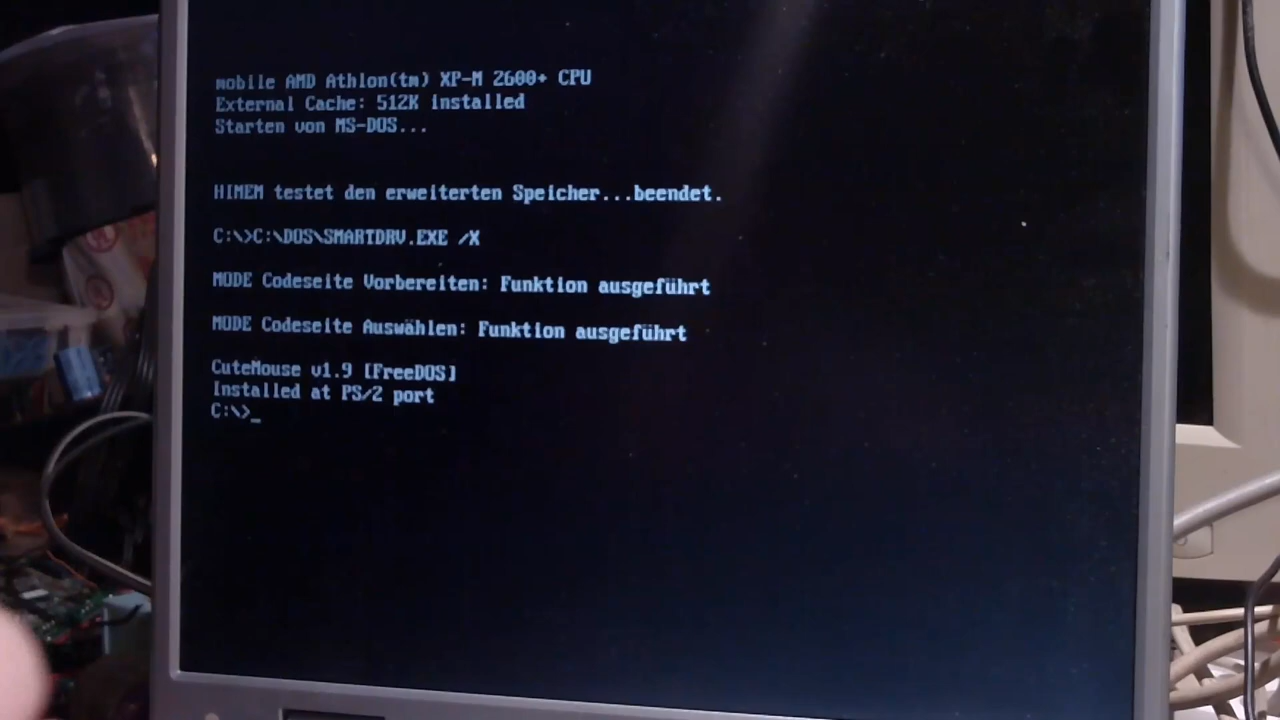 mobile AMD Athlon(tm) XP-M 2600+ CPU
External Cache: 512K installed
Starten von MS-DOS...
HIMEM testet den erweiterten Speicher...beendet.
C:\>C:\DOS\SMARTDRV.EXE /X
MODE Codeseite Vorbereiten: Funktion ausgeführt
MODE Codeseite Auswählen: Funktion ausgeführt
CuteMouse v1.9 [FreeDOS]
Installed at PS/2 port
C:\>_